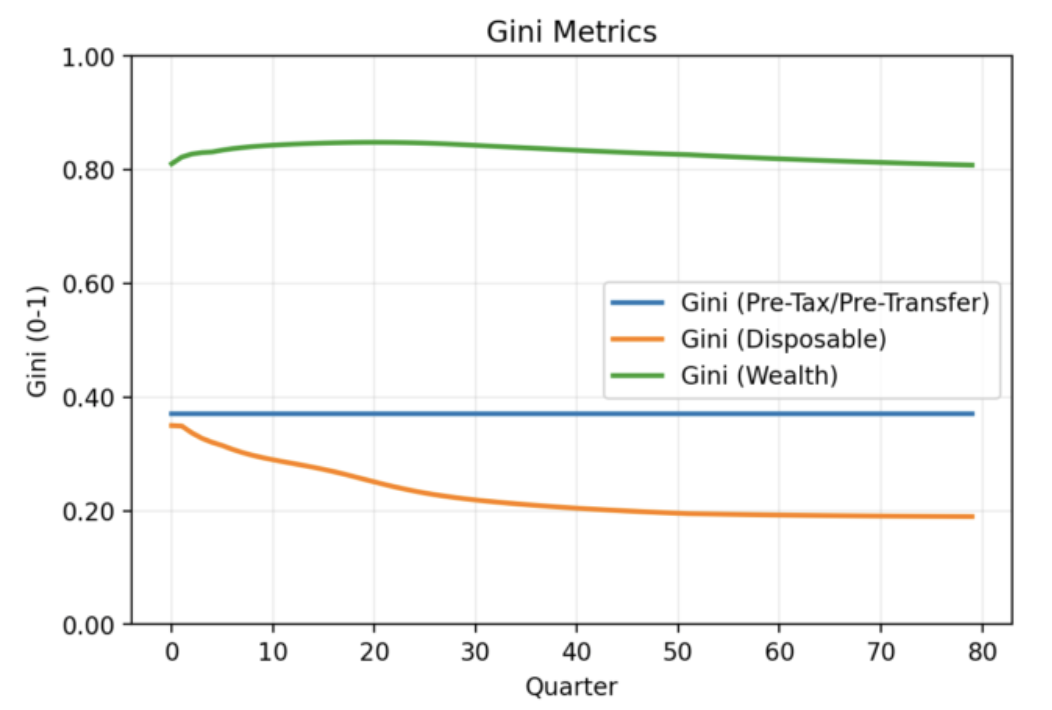 Gini Metrics
1.00
0.80
0.60
0.40
0.20
0.00
Gini (0-1)
Gini (Pre-Tax/Pre-Transfer)
Gini (Disposable)
Gini (Wealth)
0 10 20 30 40 50 60 70 80
Quarter